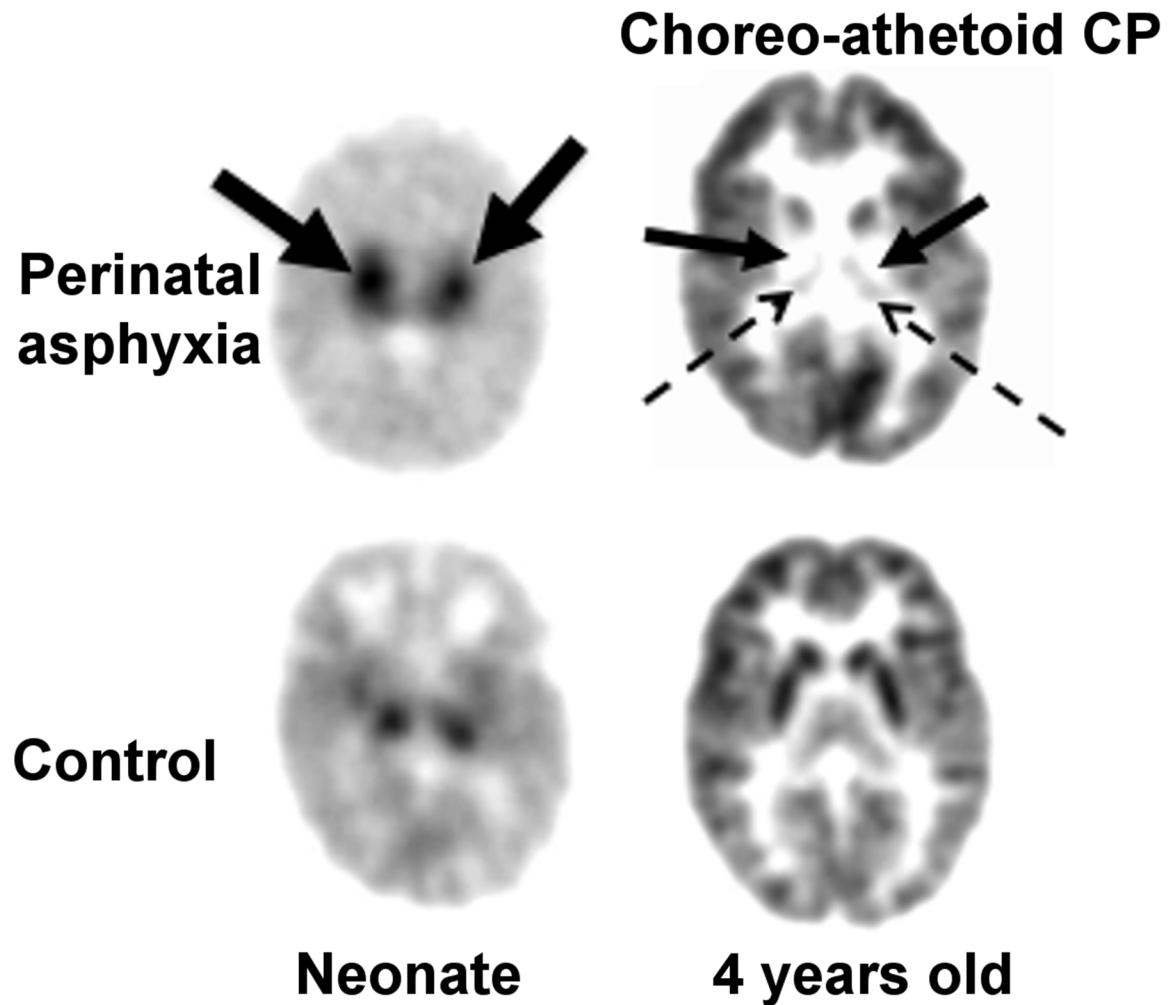 Choreo-athetoid CP
Perinatal
asphyxia
Control
Neonate
4 years old